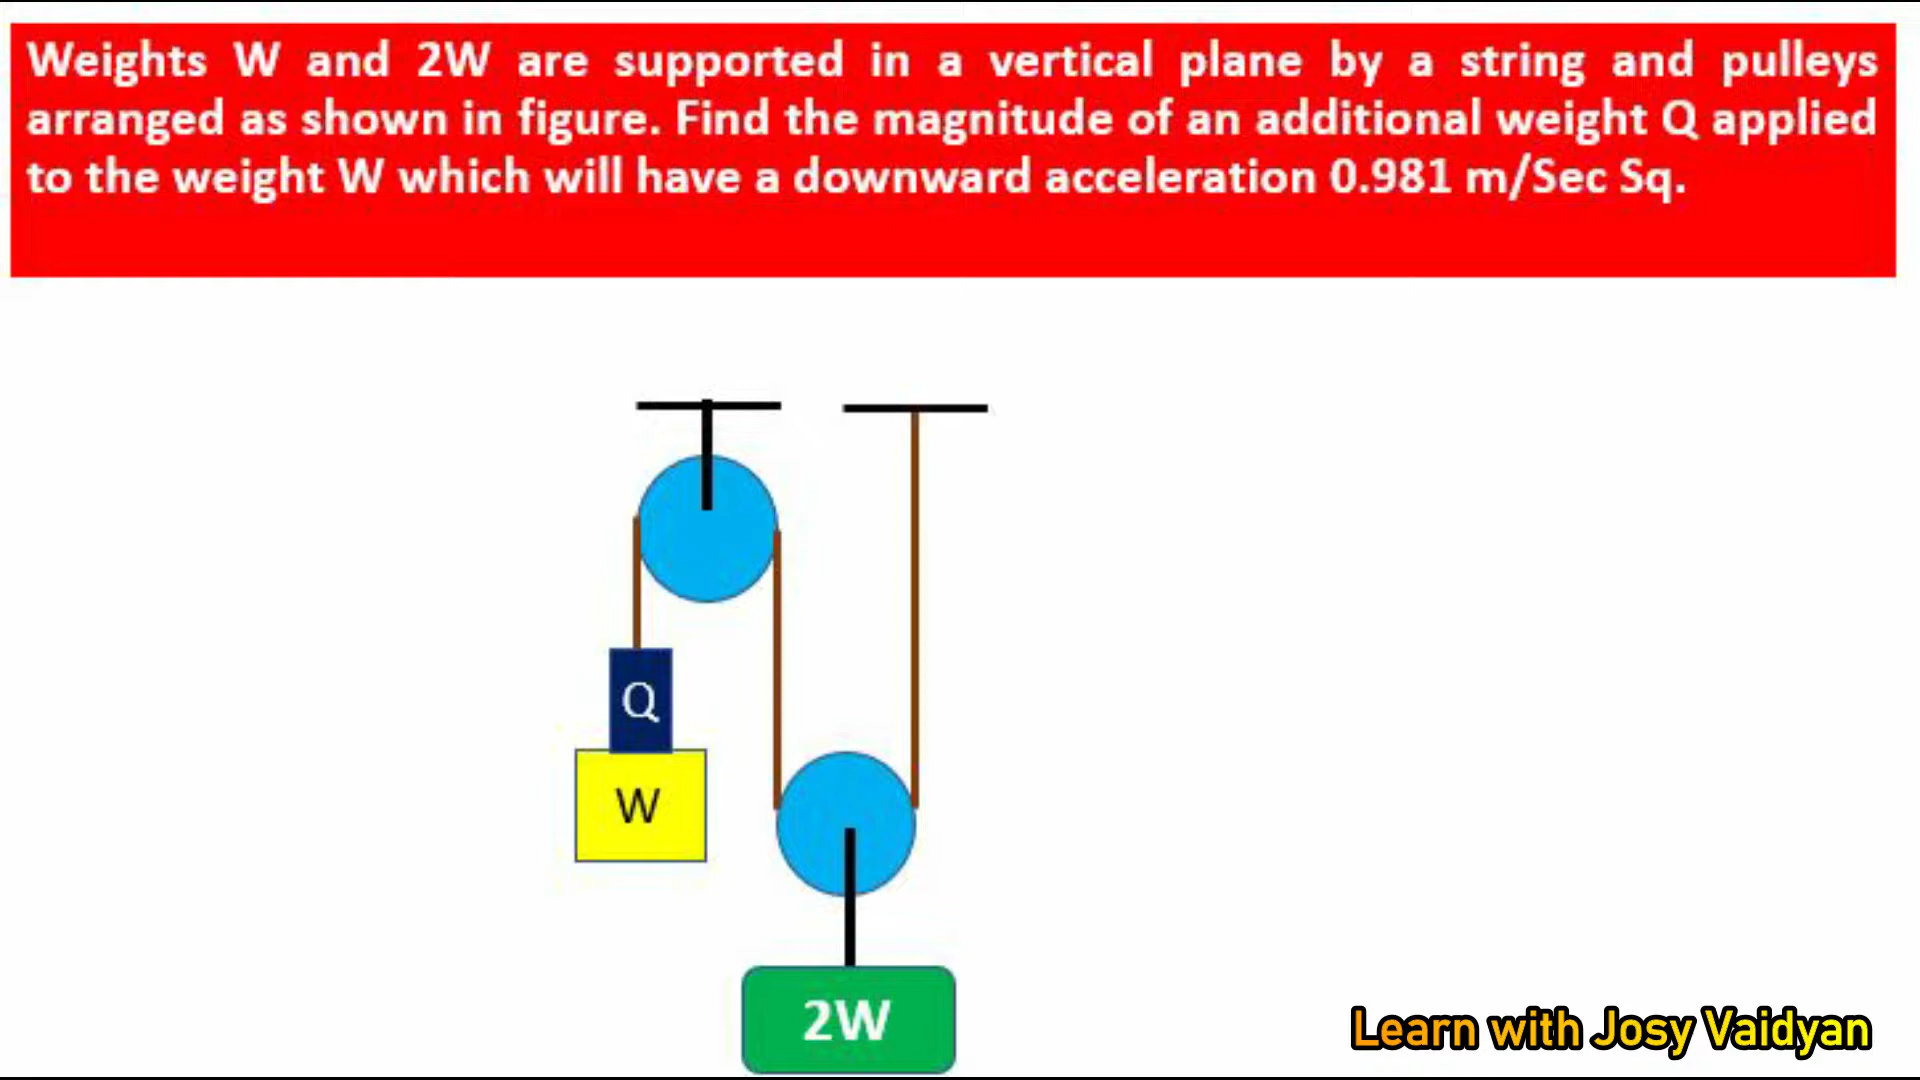 Weights W and 2W are supported in a vertical plane by a string and pulleys
arranged as shown in figure. Find the magnitude of an additional weight Q applied
to the weight W which will have a downward acceleration 0.981 m/Sec Sq.
Q
W
2W
Learn with Josy Vaidyan